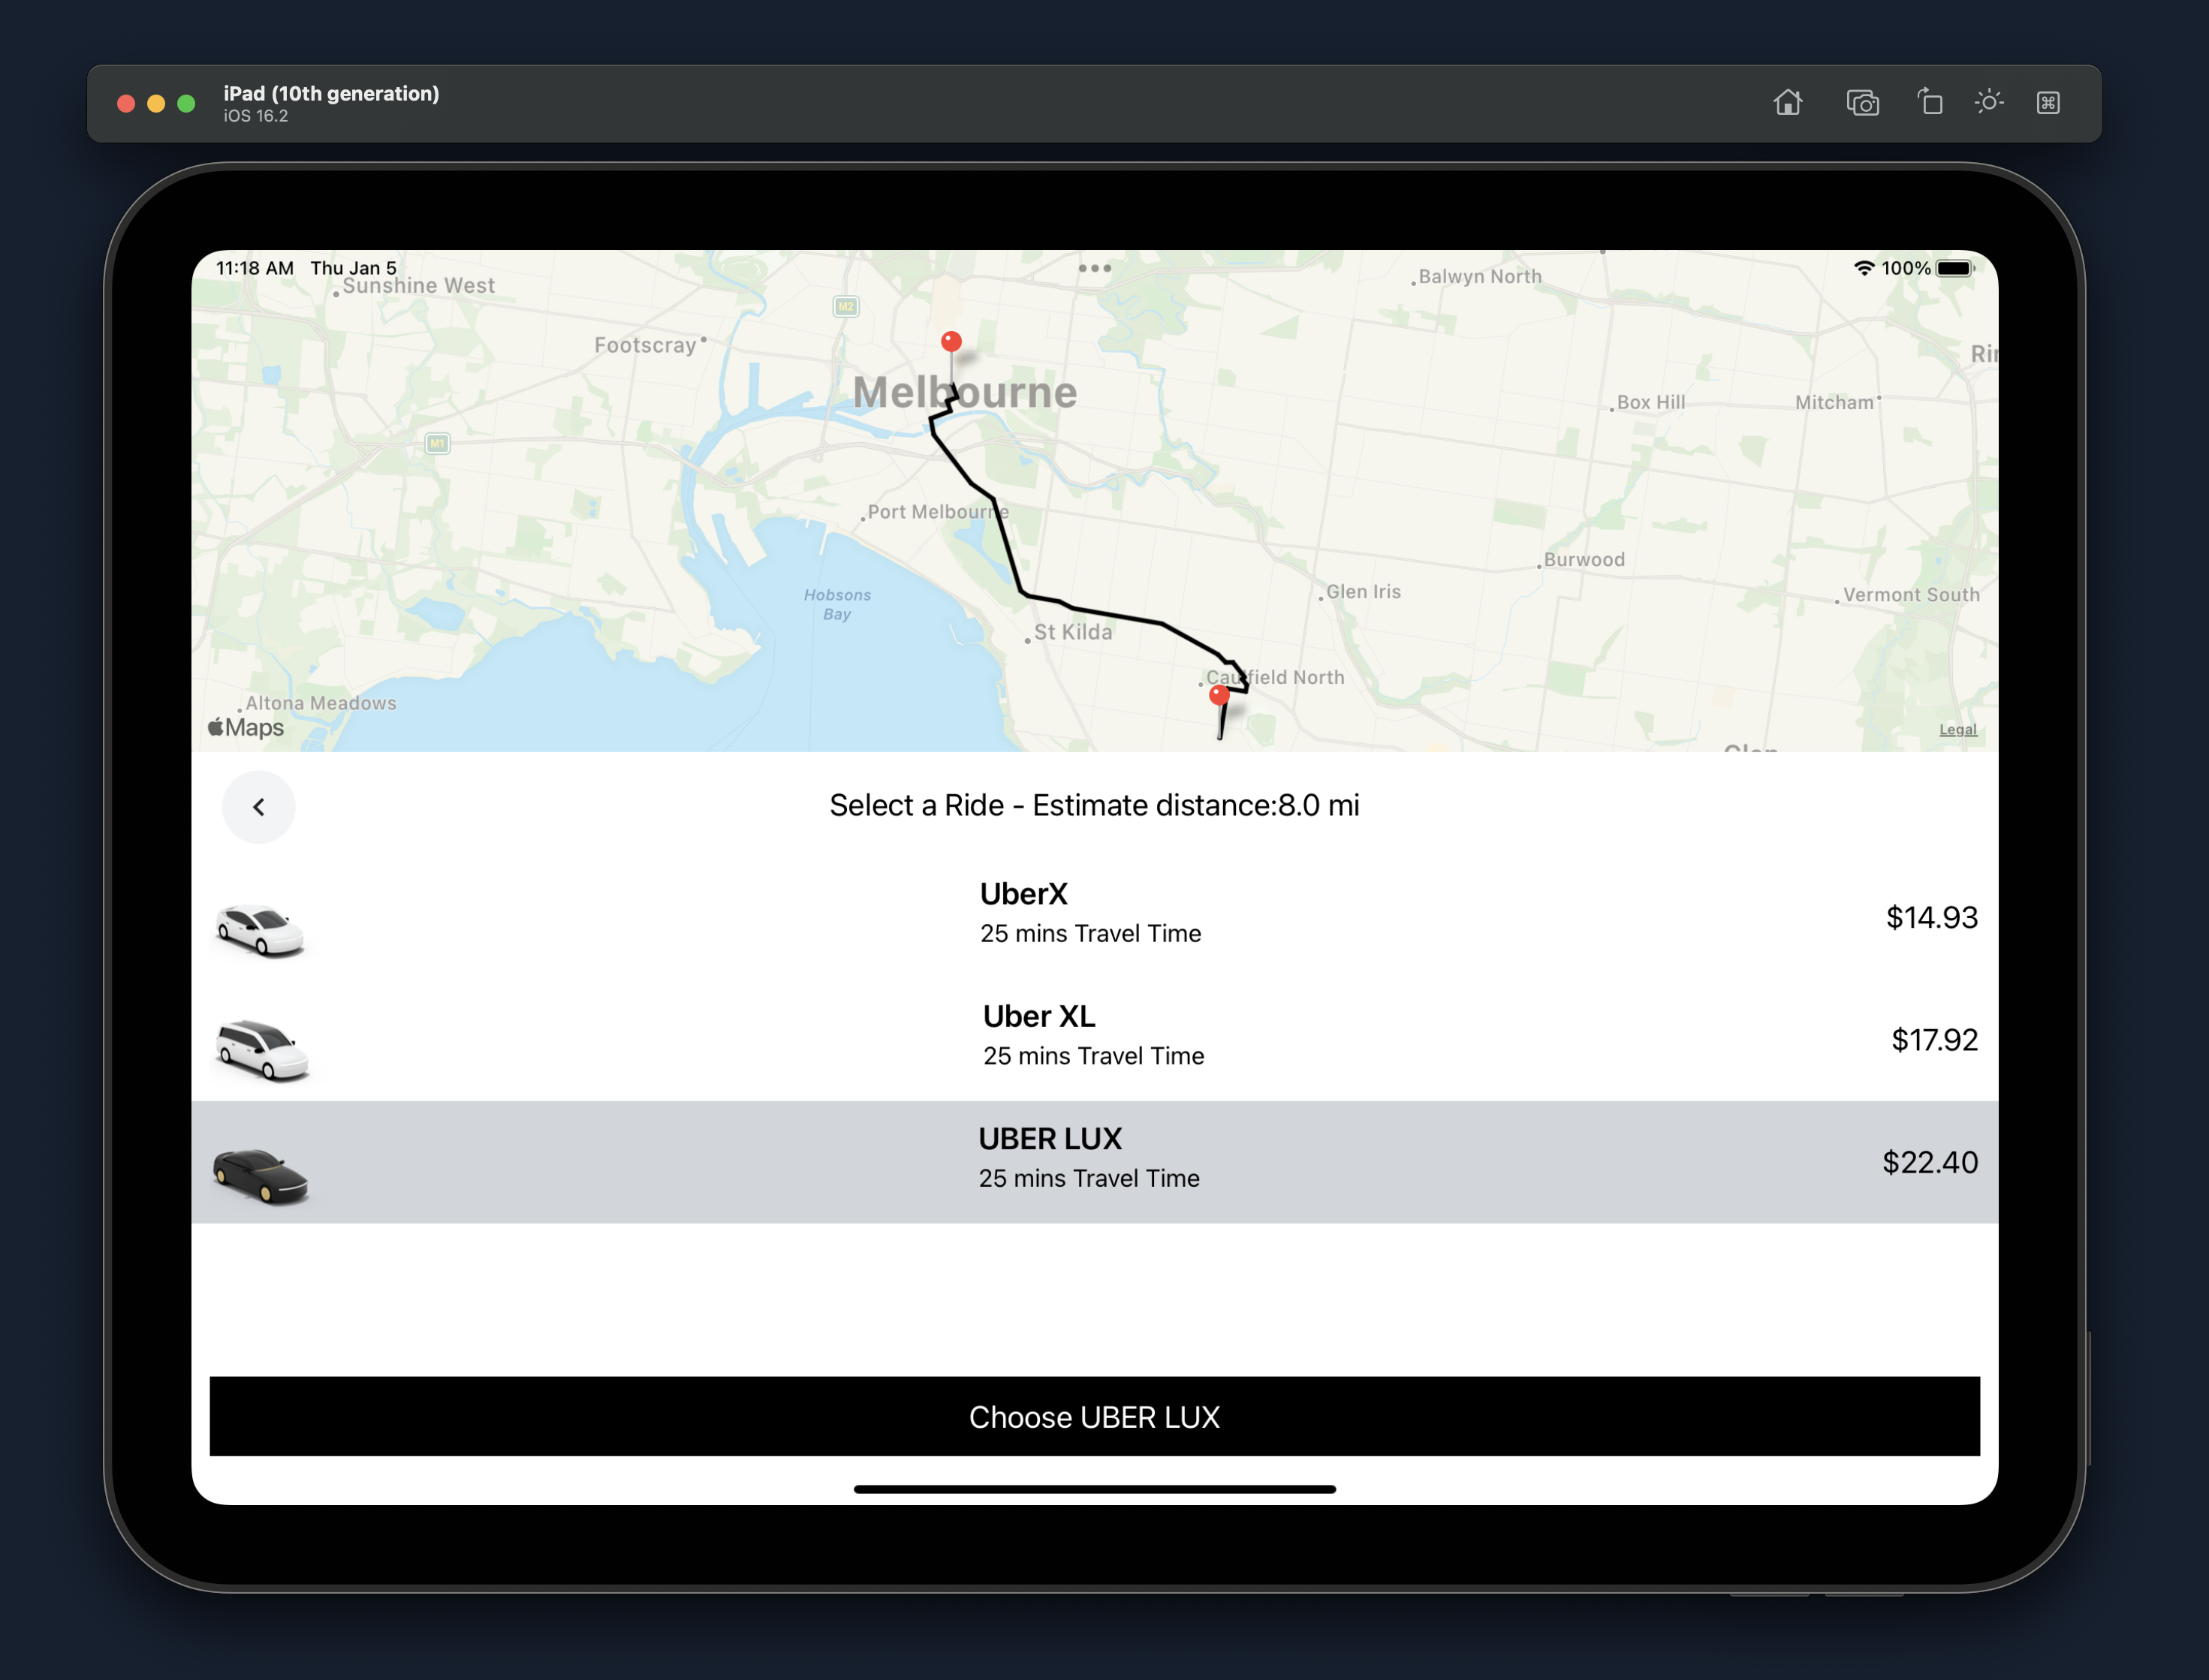 iPad (10th generation)
iOS 16.2
11:18 AM Thu Jan 5
100%
Sunshine West
Balwyn North
M2
Footscray
Melbourne
Box Hill
Mitcham
M1
Port Melbourne
Burwood
Hobsons
Bay
Glen Iris
Vermont South
St Kilda
Caulfield North
Altona Meadows
Maps
Legal
Select a Ride - Estimate distance:8.0 mi
UberX
25 mins Travel Time
$14.93
Uber XL
25 mins Travel Time
$17.92
UBER LUX
25 mins Travel Time
$22.40
Choose UBER LUX